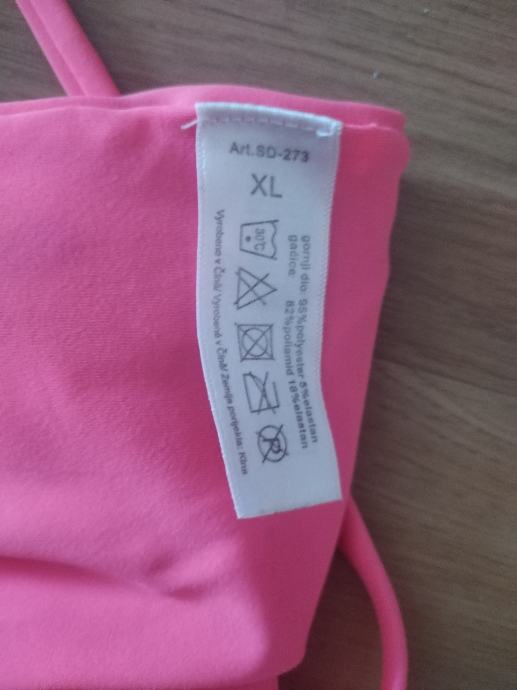 Art.SD-273
XL
30°C
P
gornji dio: 95%polyester 5%elastan
gaćice: 82%poliamid 18%elastan
Vyrobeno v Číně/ Vyrobené v Číně/ Zemlja porijekla: Kina